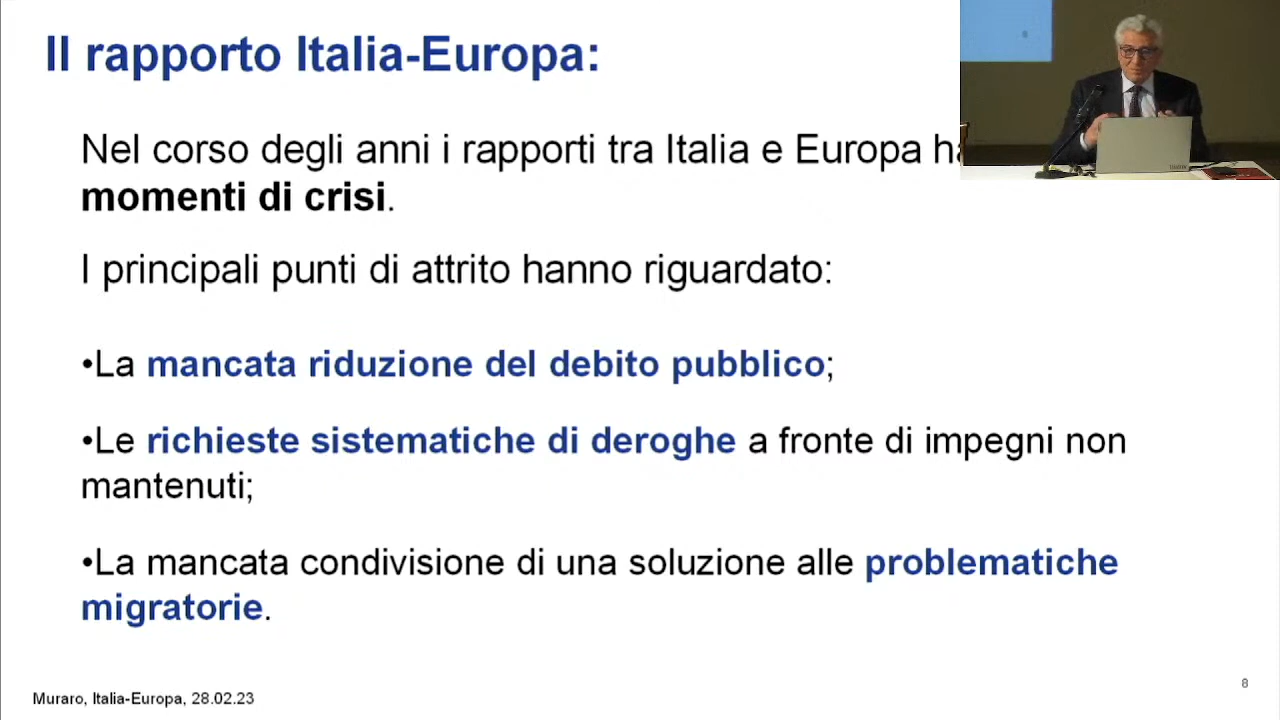 Il rapporto Italia-Europa:
Nel corso degli anni i rapporti tra Italia e Europa
momenti di crisi.
I principali punti di attrito hanno riguardato:
•La mancata riduzione del debito pubblico;
•Le richieste sistematiche di deroghe a fronte di impegni non
mantenuti;
•La mancata condivisione di una soluzione alle problematiche
migratorie.
Muraro, Italia-Europa, 28.02.23
8